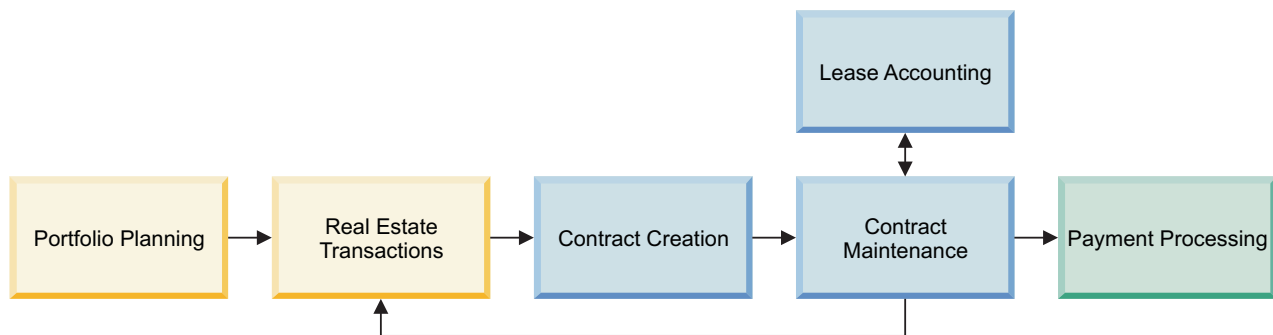 Lease Accounting
Portfolio Planning
Real Estate
Transactions
Contract Creation
Contract
Maintenance
Payment Processing